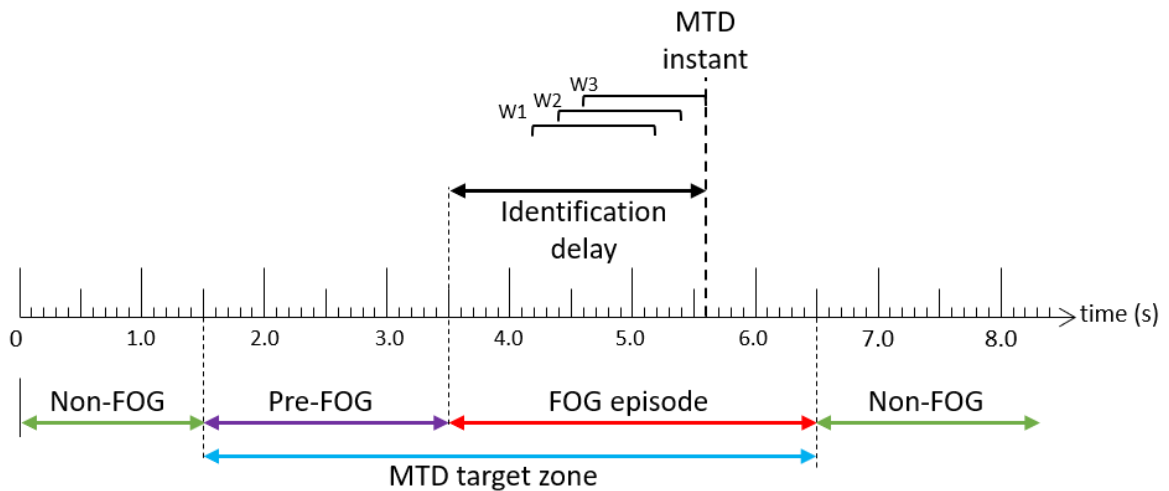 MTD
instant
W3
W2
W1
Identification
delay
time (s)
0 1.0 2.0 3.0 4.0 5.0 6.0 7.0 8.0
Non-FOG Pre-FOG FOG episode Non-FOG
MTD target zone